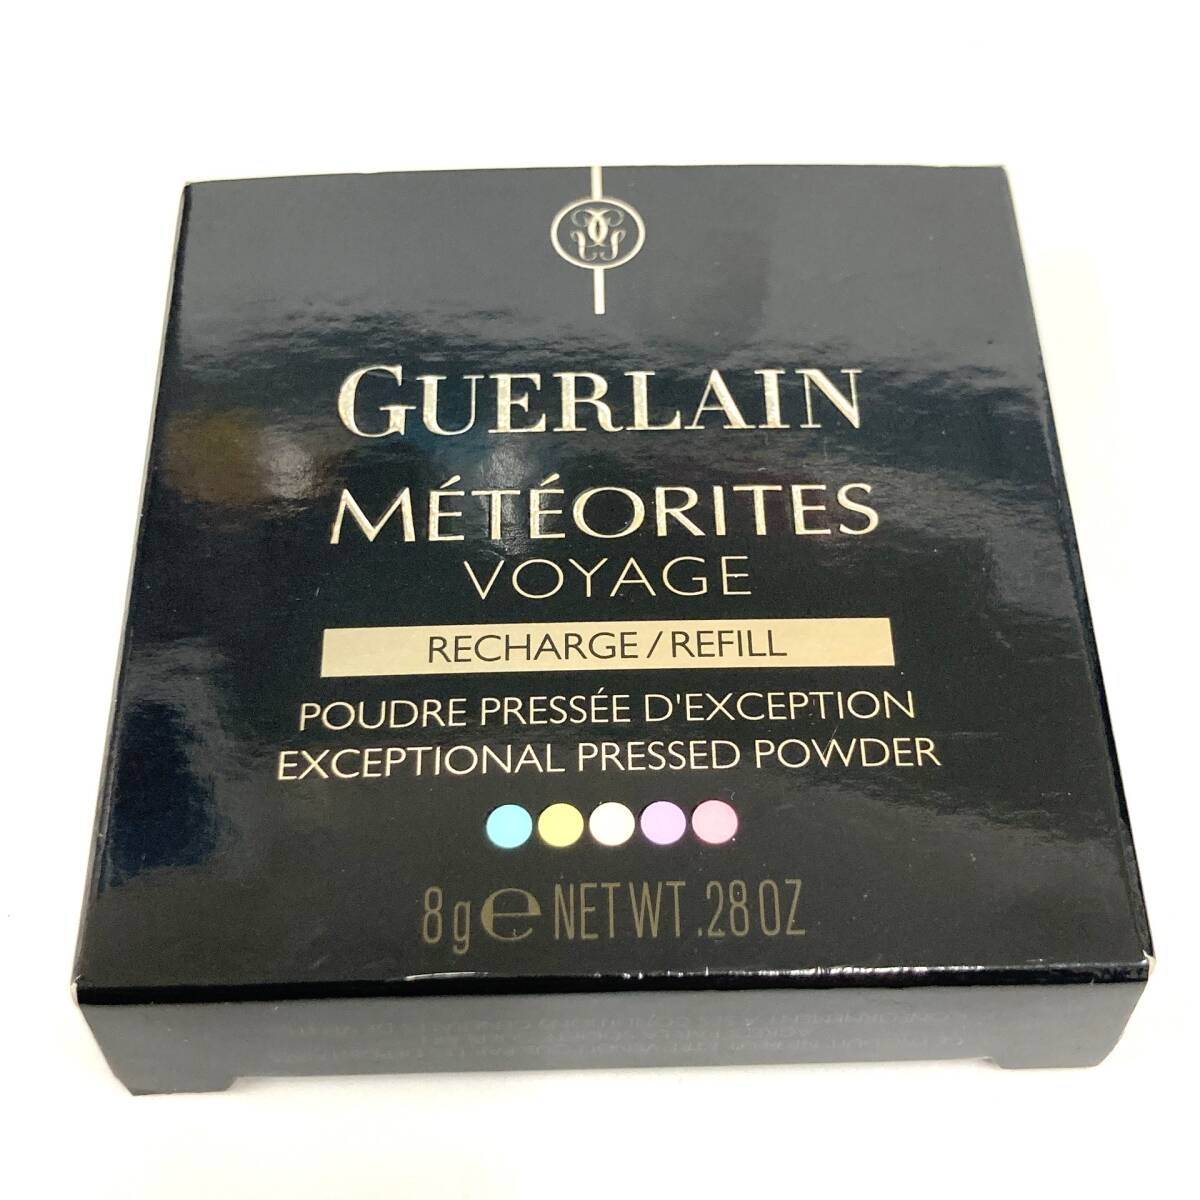 GUERLAIN
MÉTÉORITES
VOYAGE
RECHARGE/REFILL
POUDRE PRESSÉE D'EXCEPTION
EXCEPTIONAL PRESSED POWDER
8g e NET WT .28 OZ